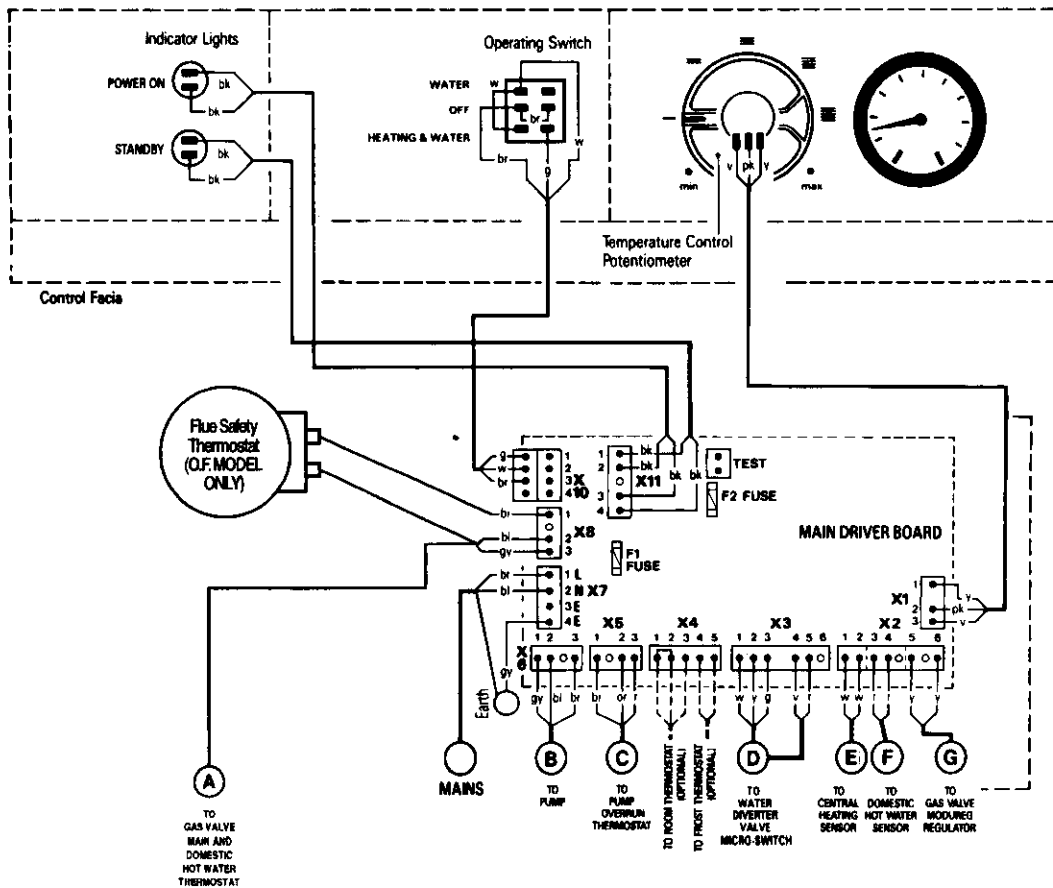 Indicator Lights
POWER ON
bk
bk
STANDBY
bk
bk
Operating Switch
WATER
w
OFF
br
HEATING & WATER
w
br
g
min
v
pk
y
max
Temperature Control
Potentiometer
Control Facia
Flue Safety
Thermostat
(O.F. MODEL
ONLY)
g
w
br
1
2
3
4
X
10
1
2
3
4
bk
bk
bk
bk
X11
TEST
F2 FUSE
br
bl
gy
1
2
3
X8
F1
FUSE
MAIN DRIVER BOARD
br
bl
1 L
2 N X7
3 E
4 E
1
2
3
X1
y
pk
v
X6
1 2 3
X5
1 2 3
X4
1 2 3 4 5
X3
1 2 3 4 5 6
X2
1 2 3 4 5 6
gy
Earth
gy bl br
br or r
w y g
v r
w w
r r
y y
MAINS
A
TO
GAS VALVE
MAIN AND
DOMESTIC
HOT WATER
THERMOSTAT
B
TO
PUMP
C
TO
PUMP
OVERRUN
THERMOSTAT
TO ROOM THERMOSTAT
(OPTIONAL)
TO FROST THERMOSTAT
(OPTIONAL)
D
TO
WATER
DIVERTER
VALVE
MICRO-SWITCH
E
TO
CENTRAL
HEATING
SENSOR
F
TO
DOMESTIC
HOT WATER
SENSOR
G
TO
GAS VALVE
MODUREG
REGULATOR